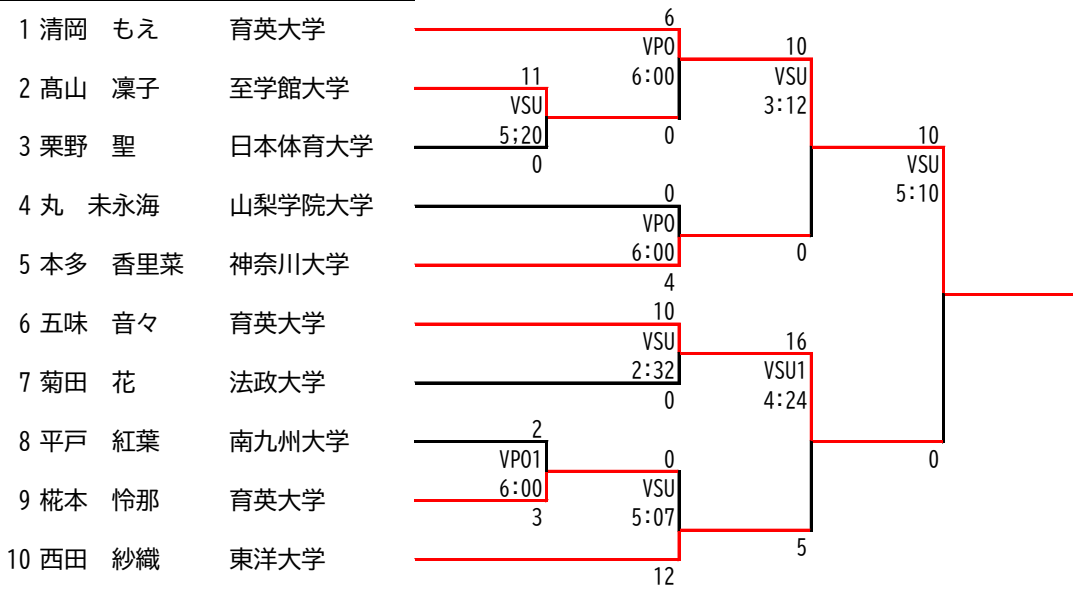 1 清岡　もえ　育英大学
2 髙山　凛子　至学館大学
3 栗野　聖　日本体育大学
4 丸　未永海　山梨学院大学
5 本多　香里菜　神奈川大学
6 五味　音々　育英大学
7 菊田　花　法政大学
8 平戸　紅葉　南九州大学
9 椛本　怜那　育英大学
10 西田　紗織　東洋大学
11
VSU
5;20
0
2
VPO1
6:00
3
6
VPO
6:00
0
0
VPO
6:00
4
10
VSU
2:32
0
0
VSU
5:07
12
10
VSU
3:12
0
16
VSU1
4:24
5
10
VSU
5:10
0